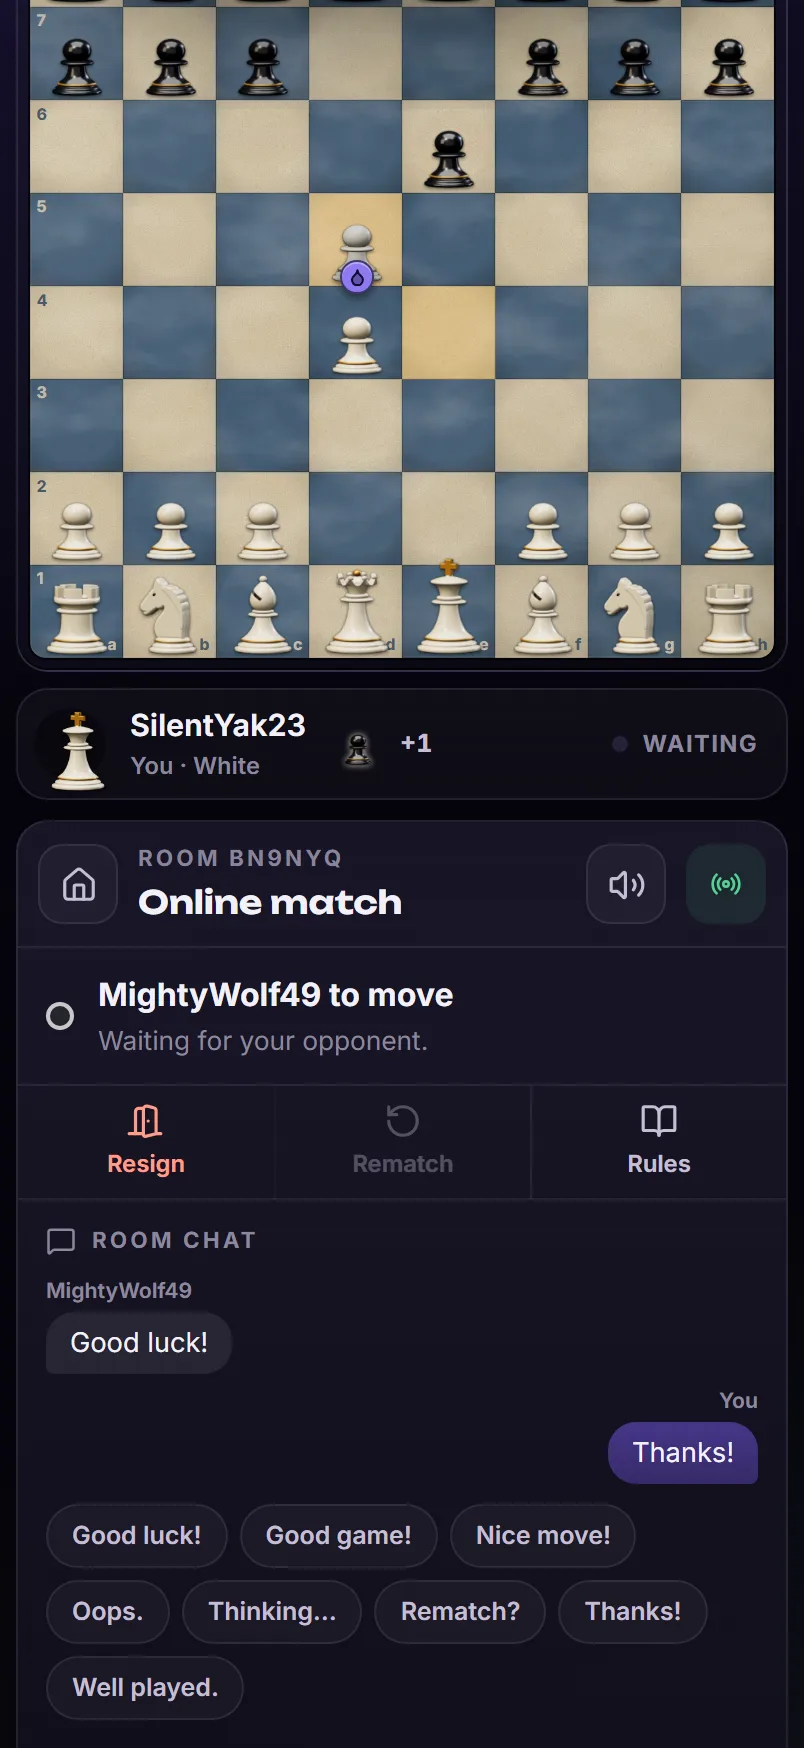 7
6
5
4
3
2
1
a b c d e f g h
SilentYak23
You · White
+1
WAITING
ROOM BN9NYQ
Online match
MightyWolf49 to move
Waiting for your opponent.
Resign Rematch Rules
ROOM CHAT
MightyWolf49
Good luck!
You
Thanks!
Good luck! Good game! Nice move!
Oops. Thinking... Rematch? Thanks!
Well played.